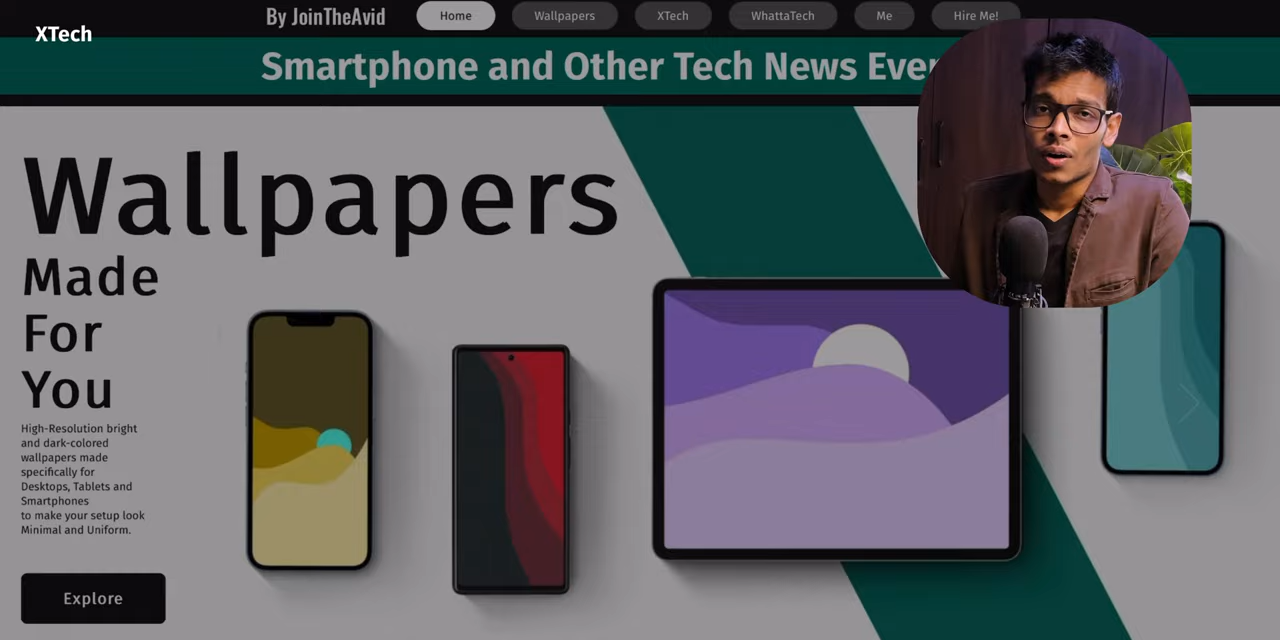 By JoinTheAvid
Home
Wallpapers
XTech
WhattaTech
Me
Hire Me!
XTech
Smartphone and Other Tech News
Wallpapers
Made
For
You
High-Resolution bright
and dark-colored
wallpapers made
specifically for
Desktops, Tablets and
Smartphones
to make your setup look
Minimal and Uniform.
Explore